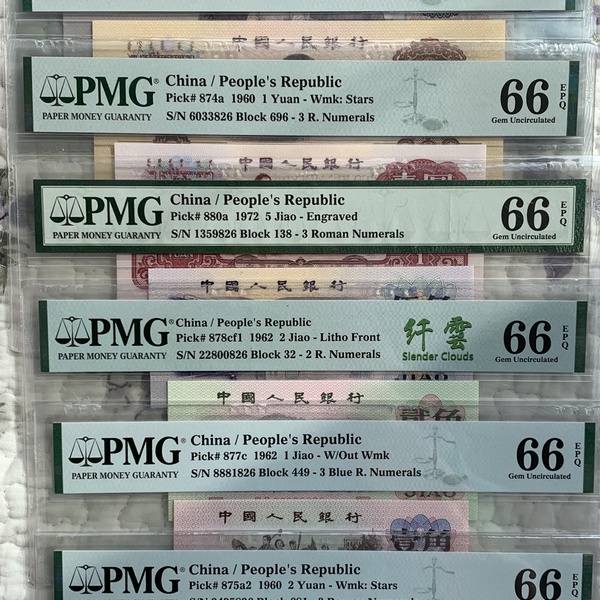 中國人民銀行
PMG® China / People's Republic
Pick# 874a 1960 1 Yuan - Wmk: Stars 66 EPQ
PAPER MONEY GUARANTY S/N 6033826 Block 696 - 3 R. Numerals Gem Uncirculated
中國人民銀行
PMG® China / People's Republic
Pick# 880a 1972 5 Jiao - Engraved 66 EPQ
PAPER MONEY GUARANTY S/N 1359826 Block 138 - 3 Roman Numerals Gem Uncirculated
中國人民銀行
PMG® China / People's Republic
Pick# 878cf1 1962 2 Jiao - Litho Front 纤雲 66 EPQ
PAPER MONEY GUARANTY S/N 22800826 Block 32 - 2 R. Numerals Slender Clouds Gem Uncirculated
JIAO
中國人民銀行
貳角
PMG® China / People's Republic
Pick# 877c 1962 1 Jiao - W/Out Wmk 66 EPQ
PAPER MONEY GUARANTY S/N 8881826 Block 449 - 3 Blue R. Numerals Gem Uncirculated
JIAO
中國人民銀行
壹角
PMG® China / People's Republic
Pick# 875a2 1960 2 Yuan - Wmk: Stars 66 EPQ